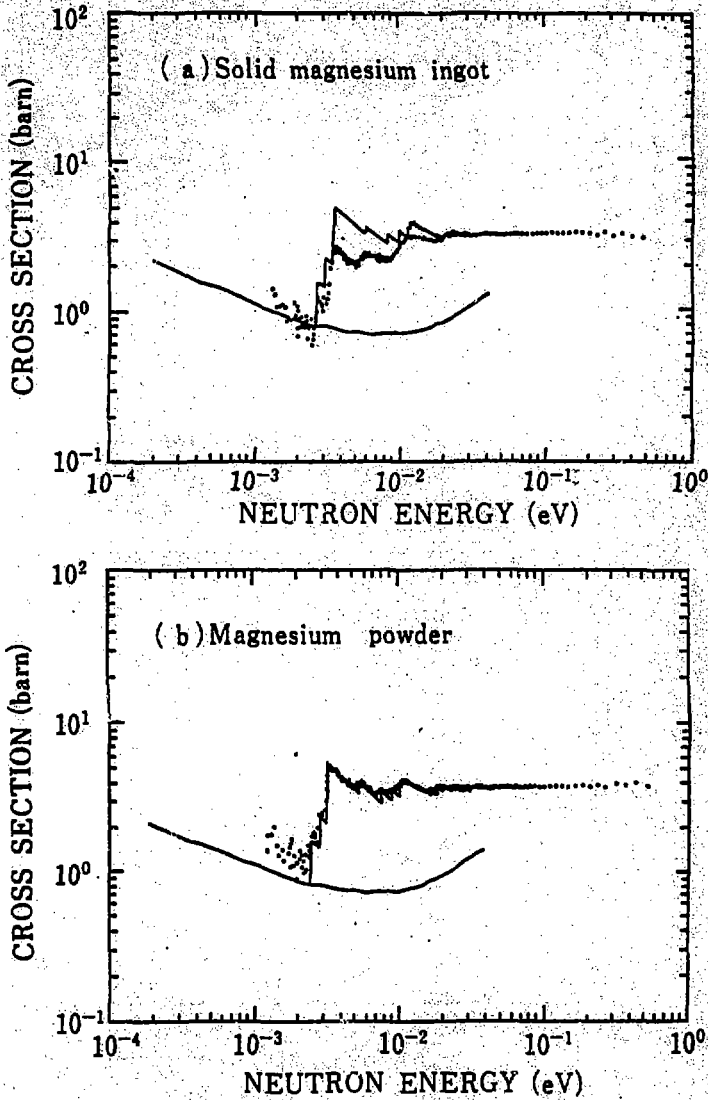 10²
(a) Solid magnesium ingot
10¹
10⁰
10⁻¹
CROSS SECTION (barn)
10⁻⁴ 10⁻³ 10⁻² 10⁻¹ 10⁰
NEUTRON ENERGY (eV)
10²
(b) Magnesium powder
10¹
10⁰
10⁻¹
CROSS SECTION (barn)
10⁻⁴ 10⁻³ 10⁻² 10⁻¹ 10⁰
NEUTRON ENERGY (eV)